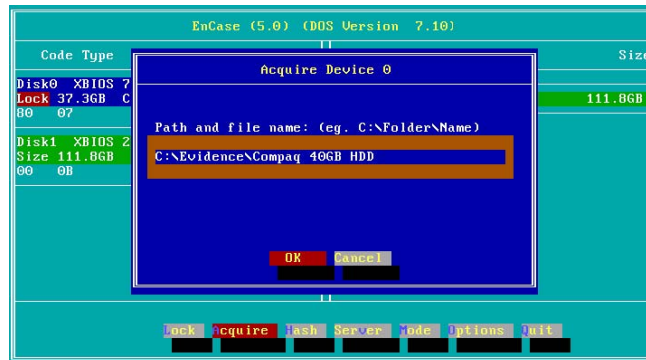 EnCase (5.0) (DOS Version 7.10)
Code Type
Size
Acquire Device 0
Disk0 XBIOS 7
Lock 37.3GB C
80 07
111.8GB
Path and file name: (eg. C:\Folder\Name)
Disk1 XBIOS 2
Size 111.8GB
00 0B
C:\Evidence\Compaq 40GB HDD
OK Cancel
Lock Acquire Hash Server Mode Options Quit